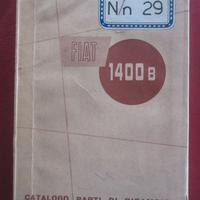 N/n 29
FIAT
1400 B
CATALOGO PARTI DI RICAMBIO